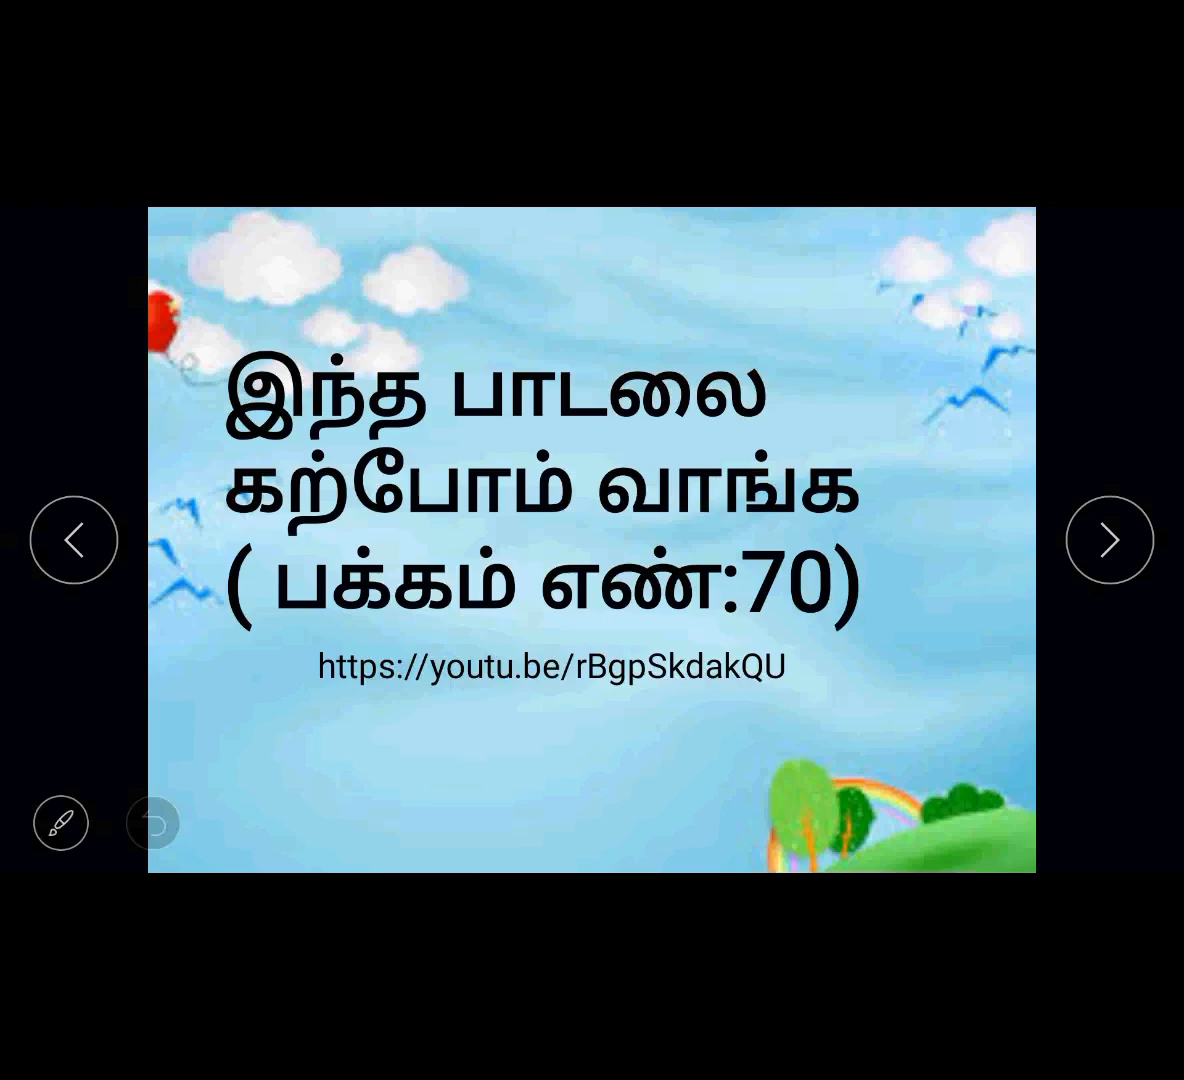 இந்த பாடலை
கற்போம் வாங்க
( பக்கம் எண்:70)
https://youtu.be/rBgpSkdakQU